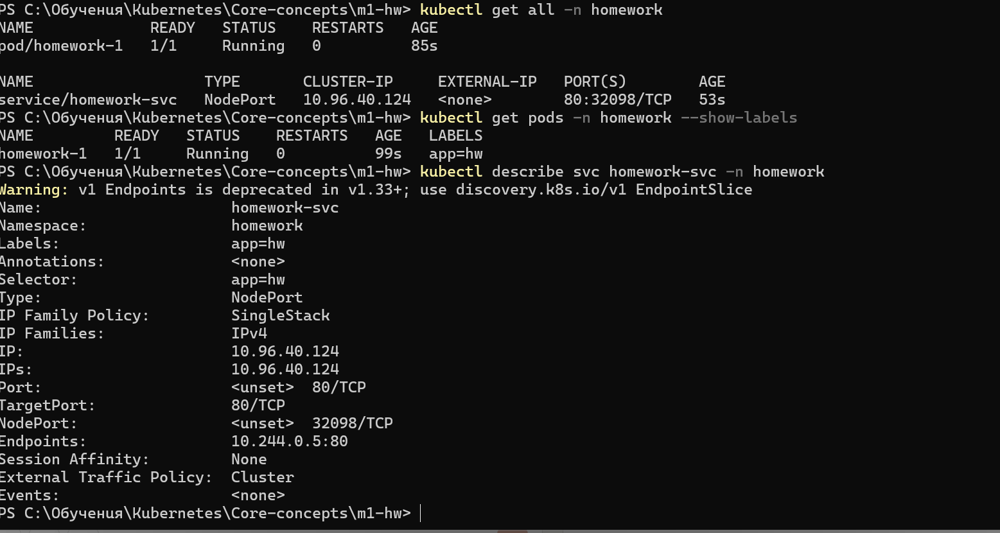 PS C:\Обучения\Kubernetes\Core-concepts\m1-hw> kubectl get all -n homework
NAME             READY   STATUS    RESTARTS   AGE
pod/homework-1   1/1     Running   0          85s

NAME                   TYPE       CLUSTER-IP     EXTERNAL-IP   PORT(S)        AGE
service/homework-svc   NodePort   10.96.40.124   <none>        80:32098/TCP   53s
PS C:\Обучения\Kubernetes\Core-concepts\m1-hw> kubectl get pods -n homework --show-labels
NAME         READY   STATUS    RESTARTS   AGE   LABELS
homework-1   1/1     Running   0          99s   app=hw
PS C:\Обучения\Kubernetes\Core-concepts\m1-hw> kubectl describe svc homework-svc -n homework
Warning: v1 Endpoints is deprecated in v1.33+; use discovery.k8s.io/v1 EndpointSlice
Name:                     homework-svc
Namespace:                homework
Labels:                   app=hw
Annotations:              <none>
Selector:                 app=hw
Type:                     NodePort
IP Family Policy:         SingleStack
IP Families:              IPv4
IP:                       10.96.40.124
IPs:                      10.96.40.124
Port:                     <unset>  80/TCP
TargetPort:               80/TCP
NodePort:                 <unset>  32098/TCP
Endpoints:                10.244.0.5:80
Session Affinity:         None
External Traffic Policy:  Cluster
Events:                   <none>
PS C:\Обучения\Kubernetes\Core-concepts\m1-hw>